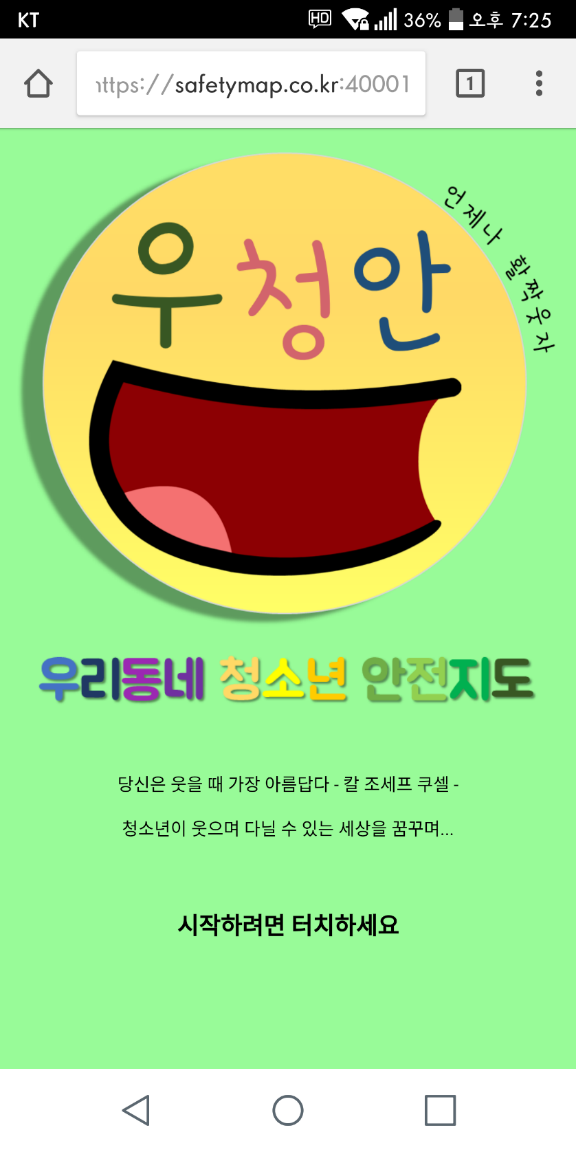 KT HD 36% 오후 7:25
https://safetymap.co.kr:40001 1
언제나 활짝웃자
우청안
우리동네 청소년 안전지도
당신은 웃을 때 가장 아름답다 - 칼 조세프 쿠셀 -
청소년이 웃으며 다닐 수 있는 세상을 꿈꾸며...
시작하려면 터치하세요